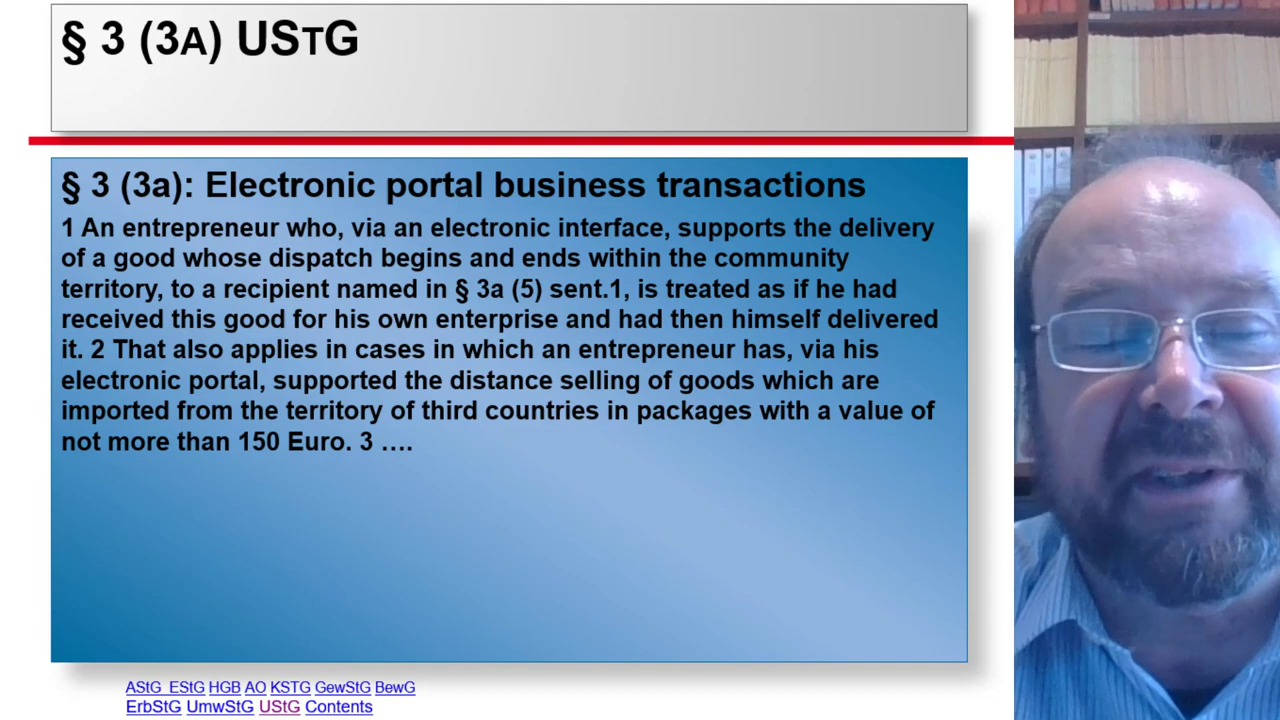 § 3 (3A) USTG
§ 3 (3a): Electronic portal business transactions
1 An entrepreneur who, via an electronic interface, supports the delivery
of a good whose dispatch begins and ends within the community
territory, to a recipient named in § 3a (5) sent.1, is treated as if he had
received this good for his own enterprise and had then himself delivered
it. 2 That also applies in cases in which an entrepreneur has, via his
electronic portal, supported the distance selling of goods which are
imported from the territory of third countries in packages with a value of
not more than 150 Euro. 3 ….
AStG EStG HGB AO KSTG GewStG BewG
ErbStG UmwStG UStG Contents